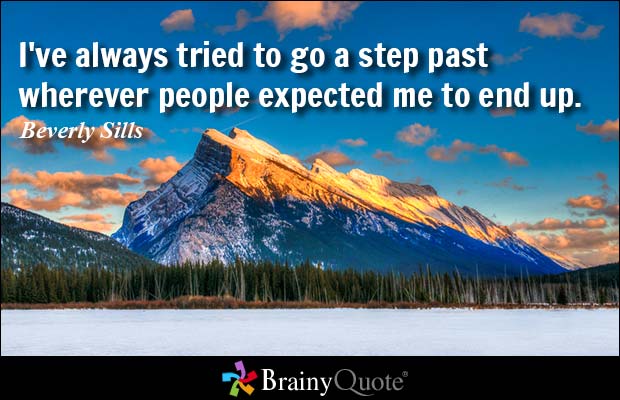 I've always tried to go a step past
wherever people expected me to end up.
Beverly Sills
BrainyQuote®